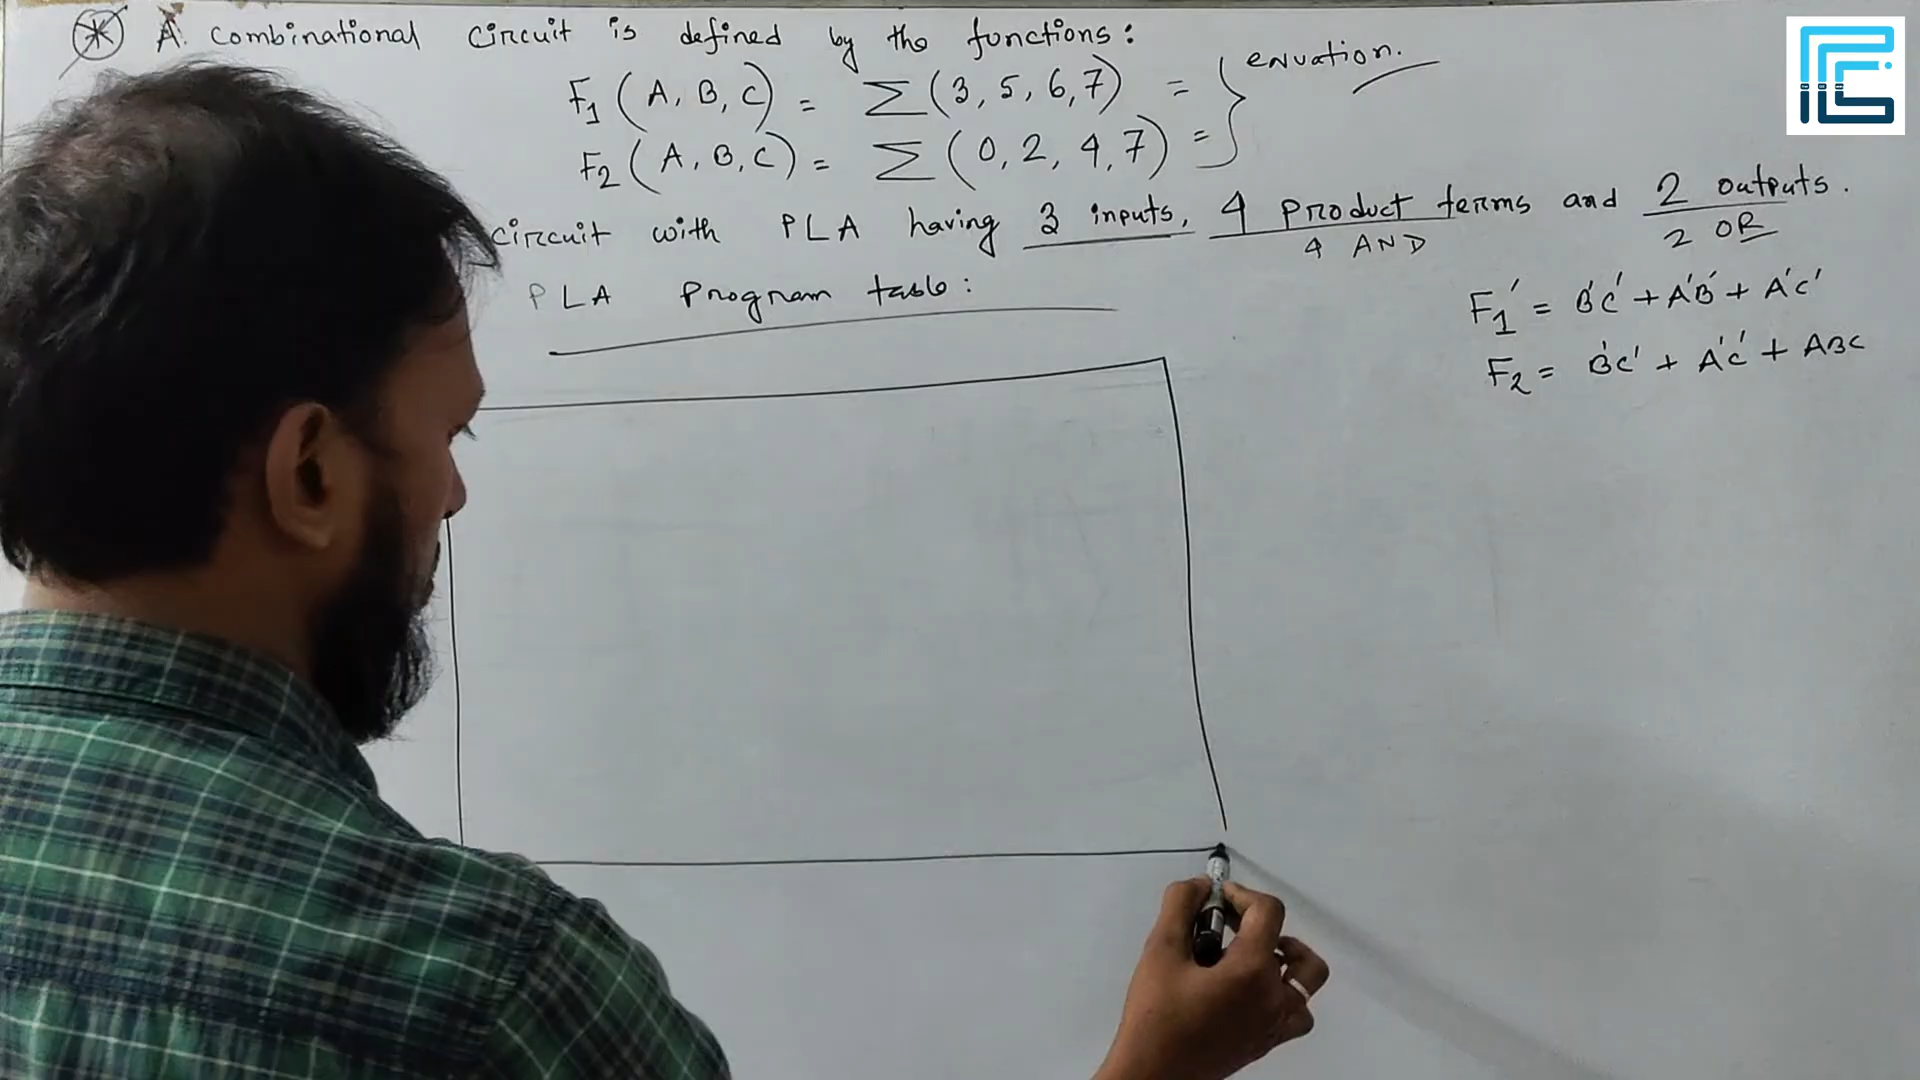 * A combinational circuit is defined by the functions:
F1 (A, B, C) = ∑(3, 5, 6, 7) = } equation.
F2 (A, B, C) = ∑(0, 2, 4, 7) =
circuit with PLA having 3 inputs, 4 product terms and 2 outputs.
4 AND 2 OR
PLA Program table:
F1' = B'C' + A'B' + A'C'
F2 = B'C' + A'C' + ABC